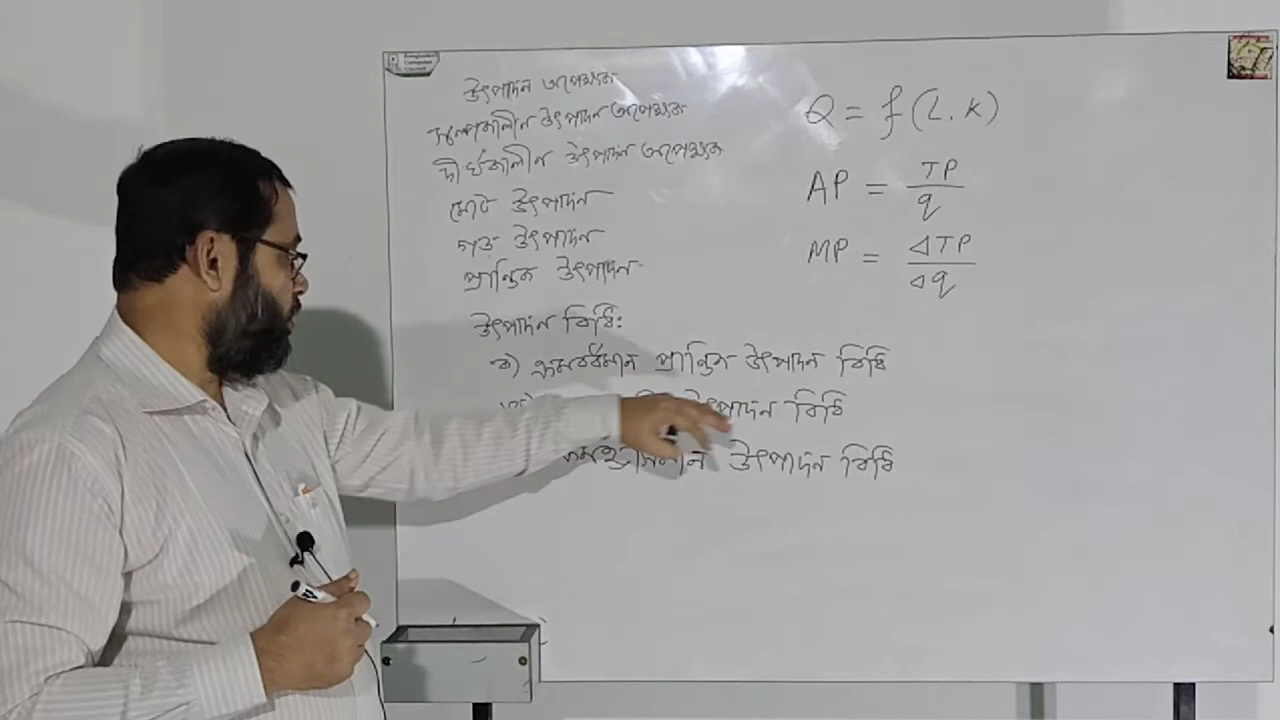 উৎপাদন অপেক্ষক
স্বল্পকালীন উৎপাদন অপেক্ষক
দীর্ঘকালীন উৎপাদন অপেক্ষক
মোট উৎপাদন
গড় উৎপাদন
প্রান্তিক উৎপাদন
উৎপাদন বিধিঃ
ক) ক্রমবর্ধমান প্রান্তিক উৎপাদন বিধি
উৎপাদন বিধি
উৎপাদন বিধি
Q = f(L, K)
AP = TP / q
MP = ΔTP / Δq